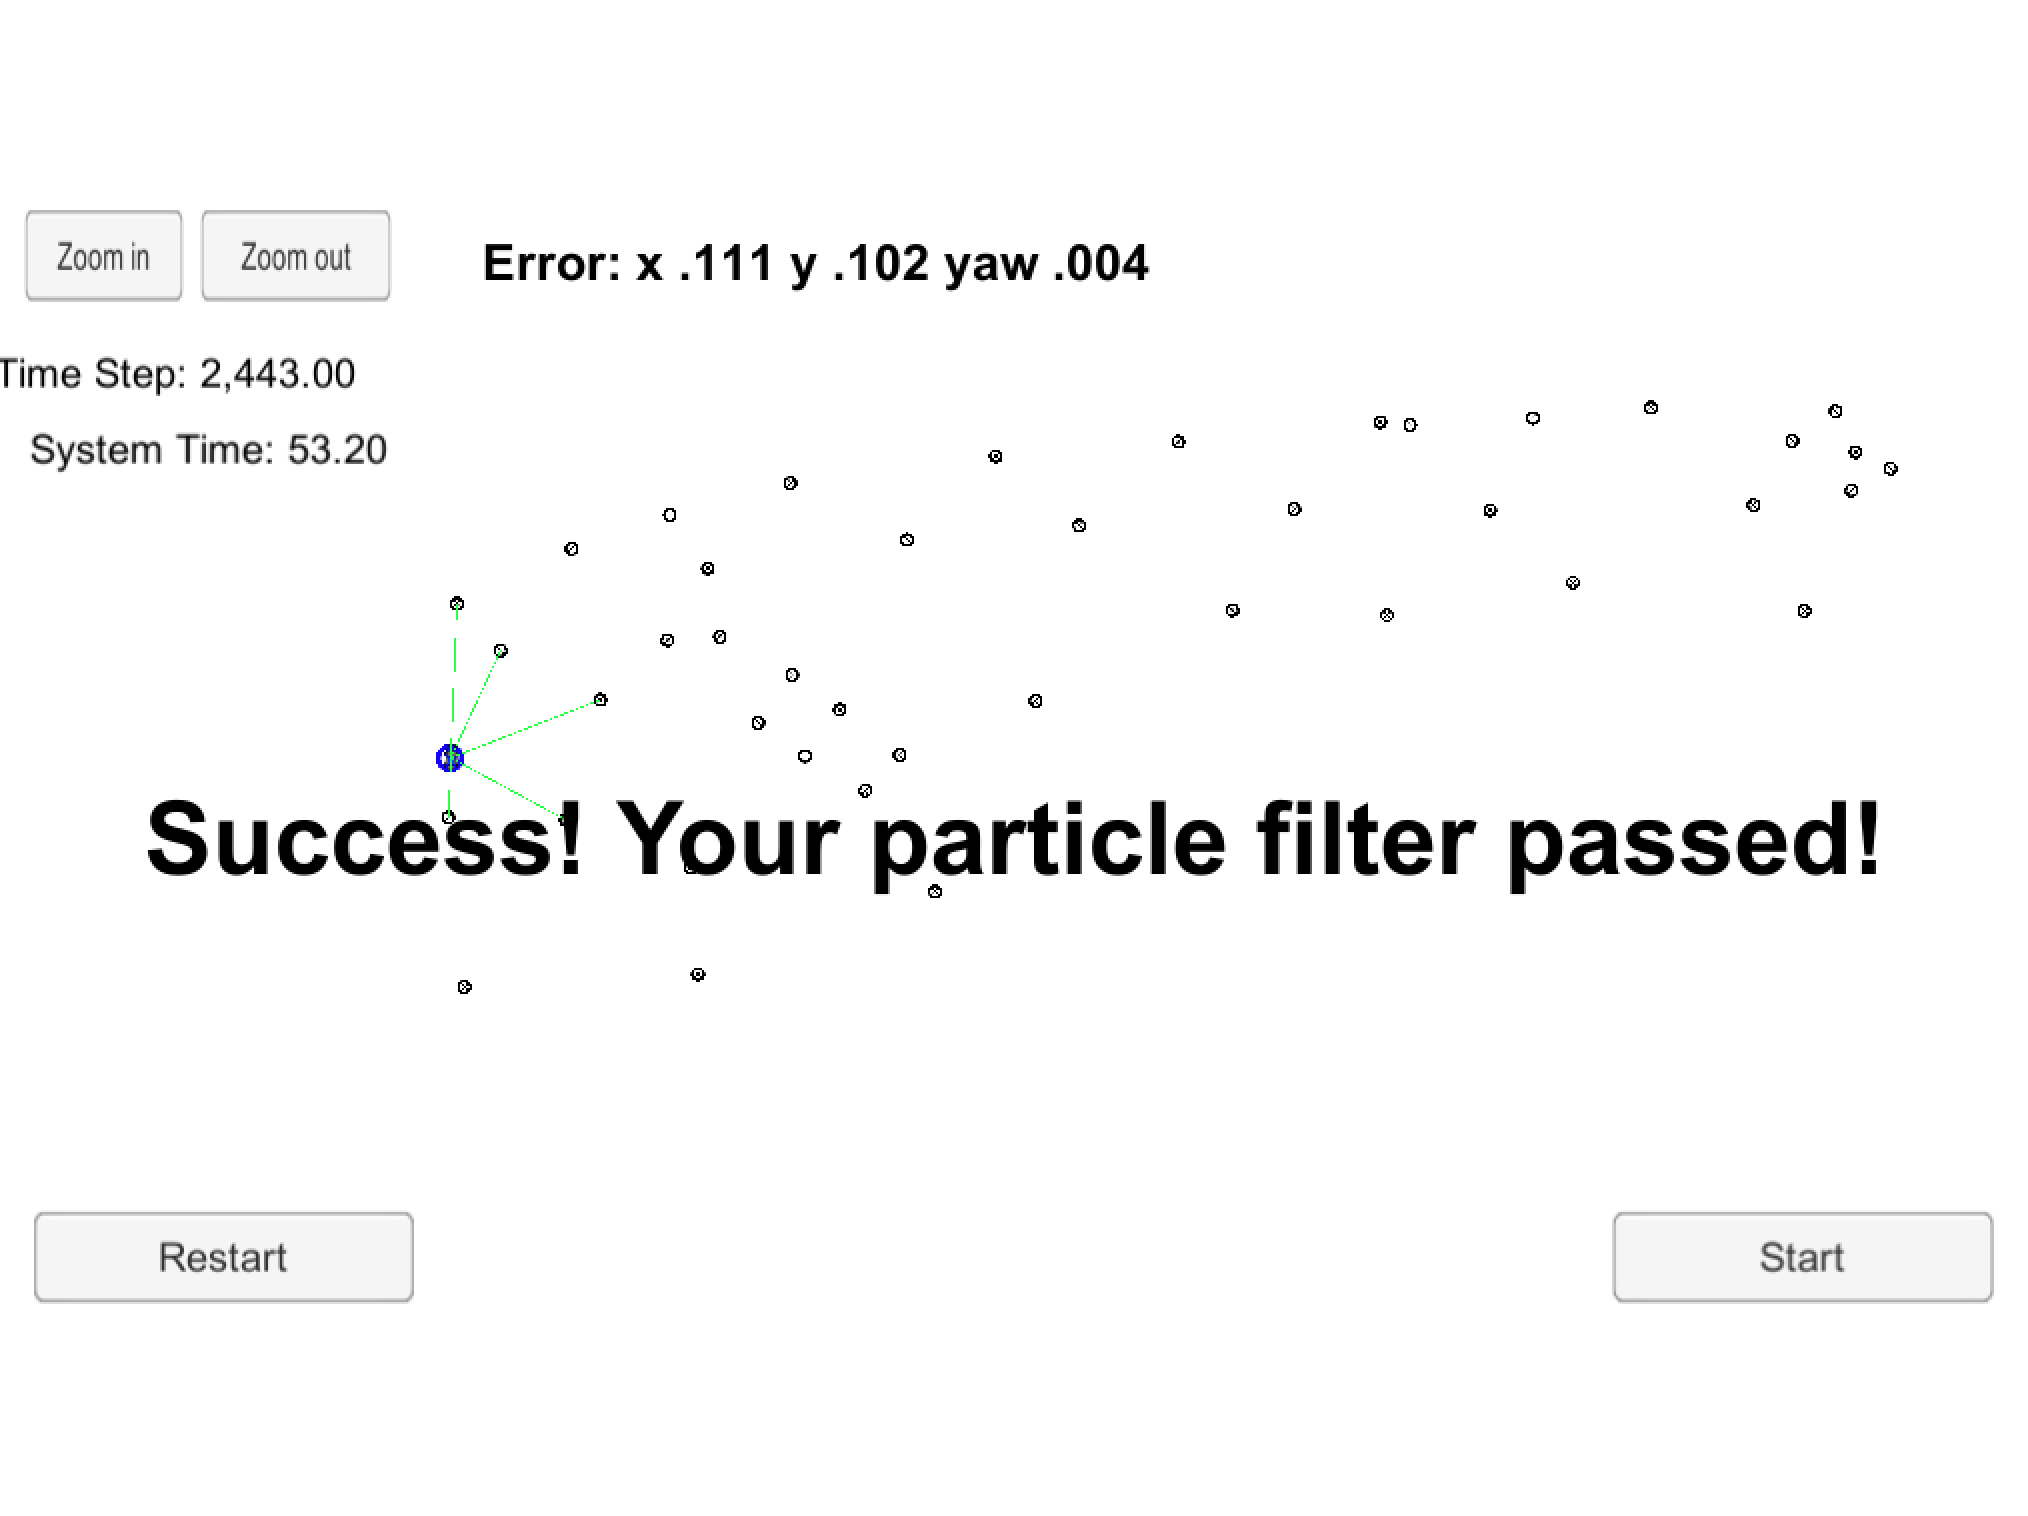 Zoom in
Zoom out
Error: x .111 y .102 yaw .004
Time Step: 2,443.00
System Time: 53.20
Success! Your particle filter passed!
Restart
Start